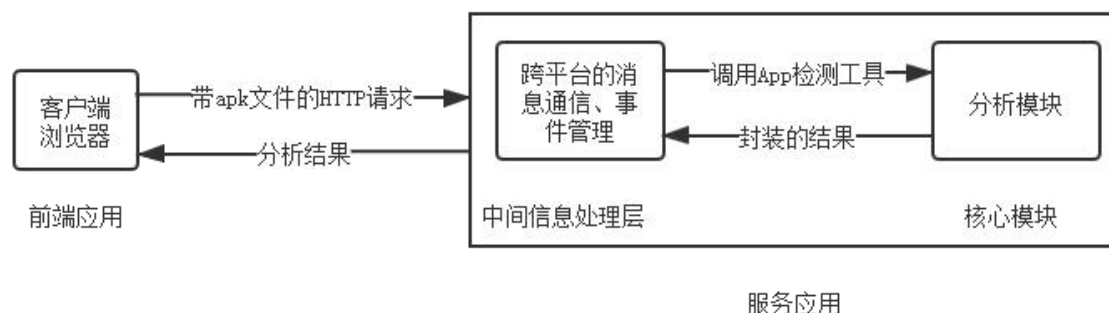 客户端
浏览器
带apk文件的HTTP请求
分析结果
前端应用
跨平台的消
息通信、事
件管理
调用App检测工具
封装的结果
分析模块
中间信息处理层
核心模块
服务应用